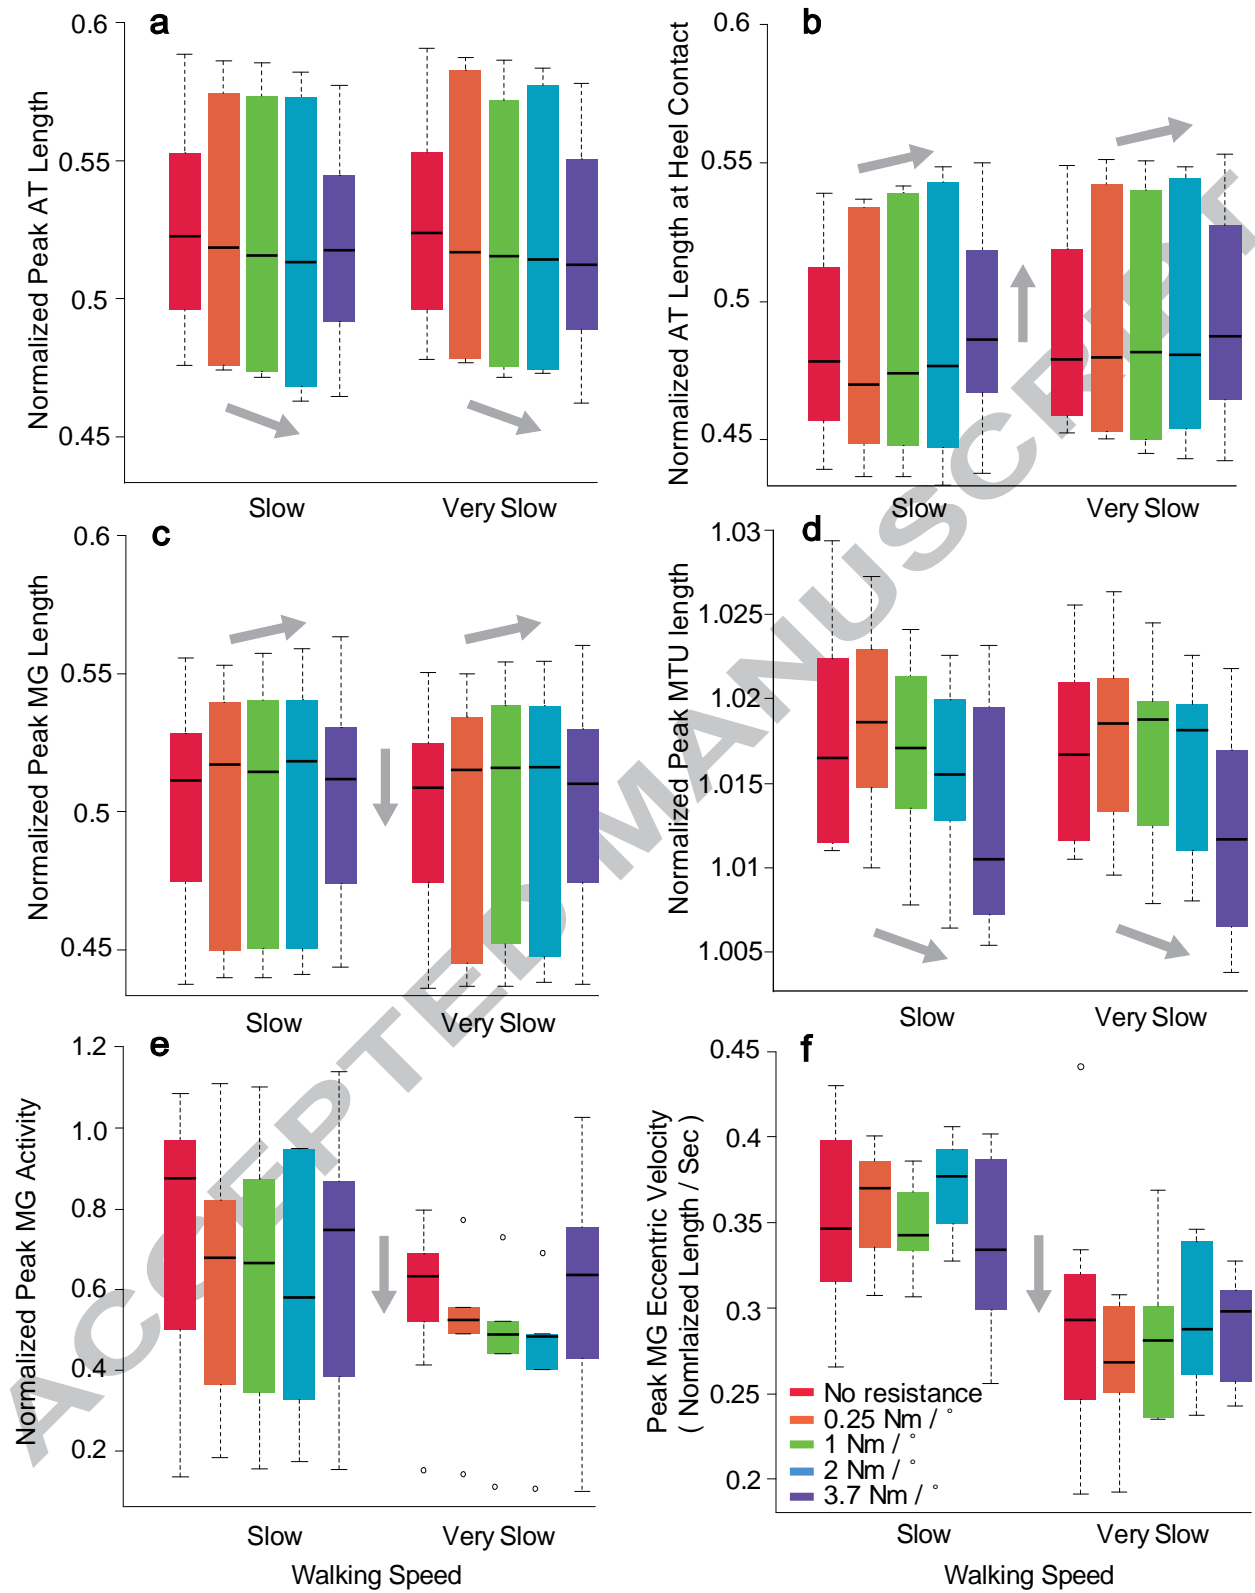 a
0.6
0.55
0.5
0.45
Normalized Peak AT Length
Slow
Very Slow
b
0.6
0.55
0.5
0.45
Normalized AT Length at Heel Contact
Slow
Very Slow
c
0.6
0.55
0.5
0.45
Normalized Peak MG Length
Slow
Very Slow
d
1.03
1.025
1.02
1.015
1.01
1.005
Normalized Peak MTU length
Slow
Very Slow
e
1.2
1.0
0.8
0.6
0.4
0.2
Normalized Peak MG Activity
Slow
Very Slow
Walking Speed
f
0.45
0.4
0.35
0.3
0.25
0.2
Peak MG Eccentric Velocity
( Nomrlaized Length / Sec )
No resistance
0.25 Nm / °
1 Nm / °
2 Nm / °
3.7 Nm / °
Slow
Very Slow
Walking Speed
ACCEPTED MANUSCRIPT